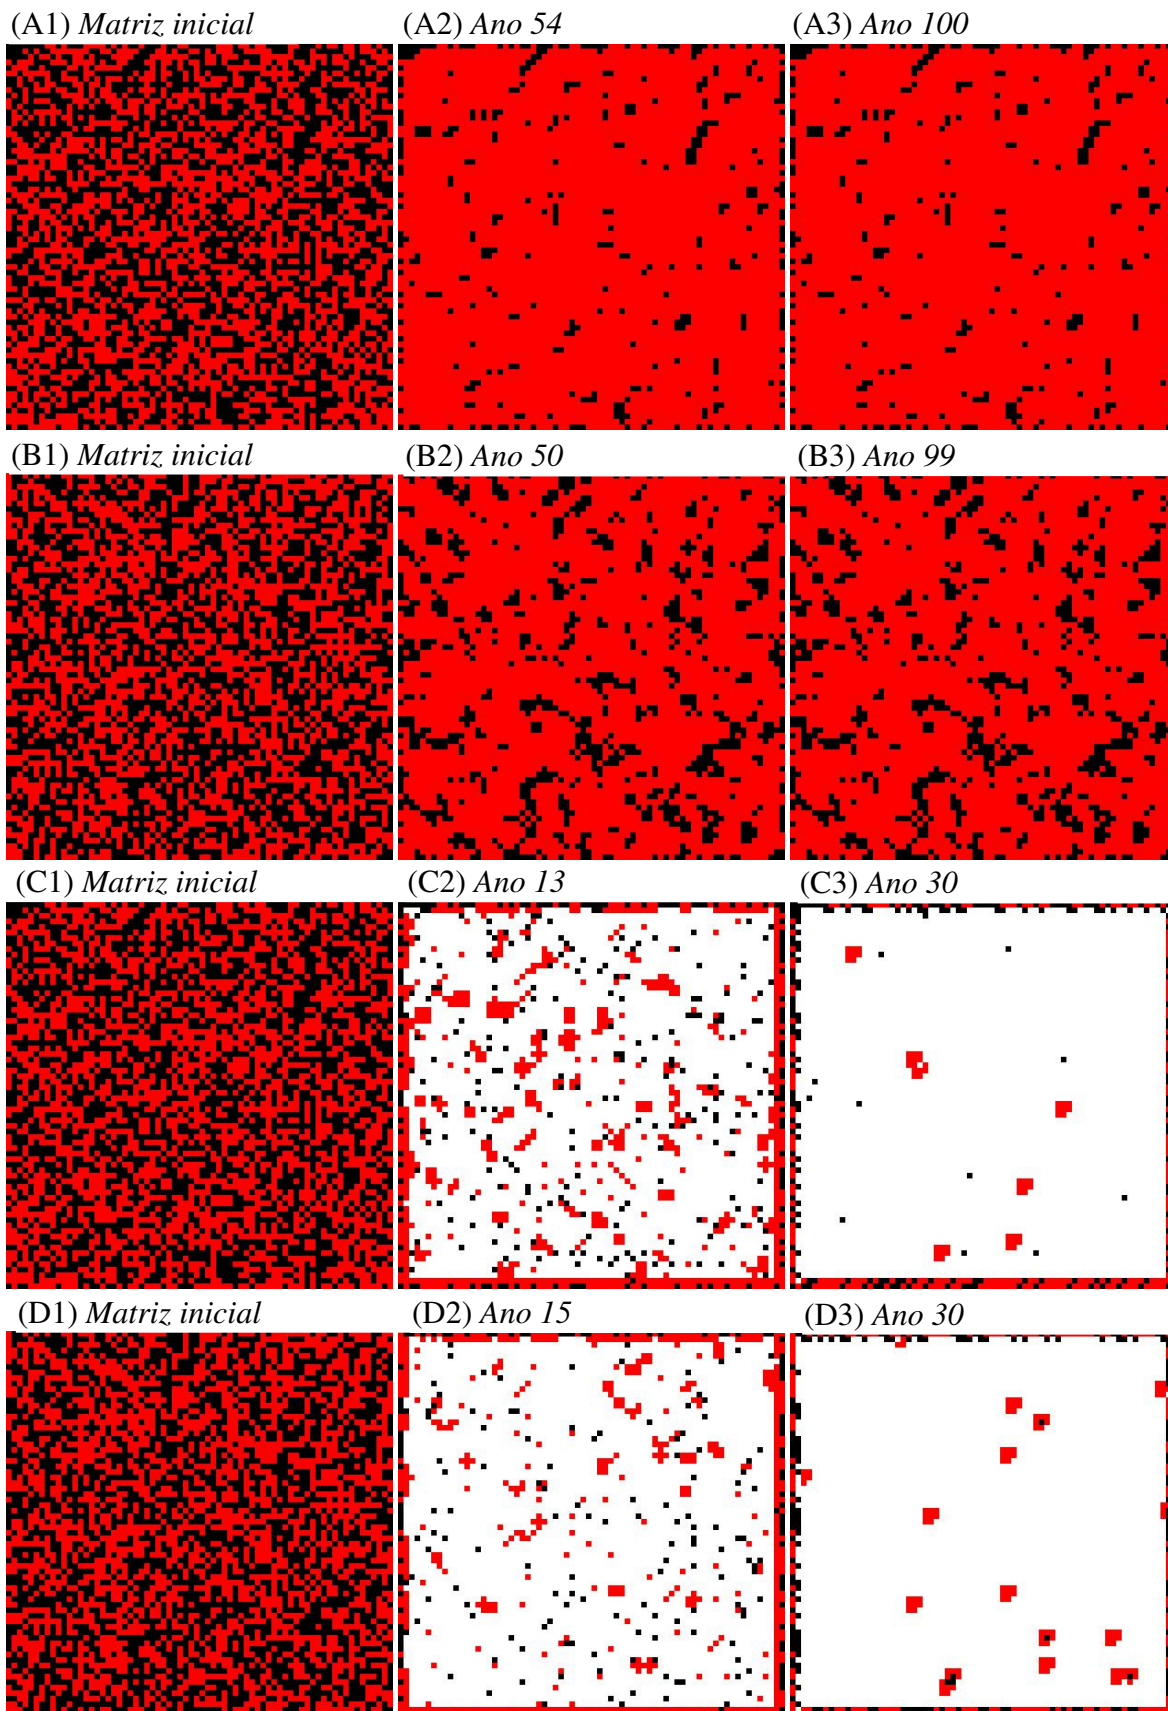 (A1) Matriz inicial
(A2) Ano 54
(A3) Ano 100
(B1) Matriz inicial
(B2) Ano 50
(B3) Ano 99
(C1) Matriz inicial
(C2) Ano 13
(C3) Ano 30
(D1) Matriz inicial
(D2) Ano 15
(D3) Ano 30